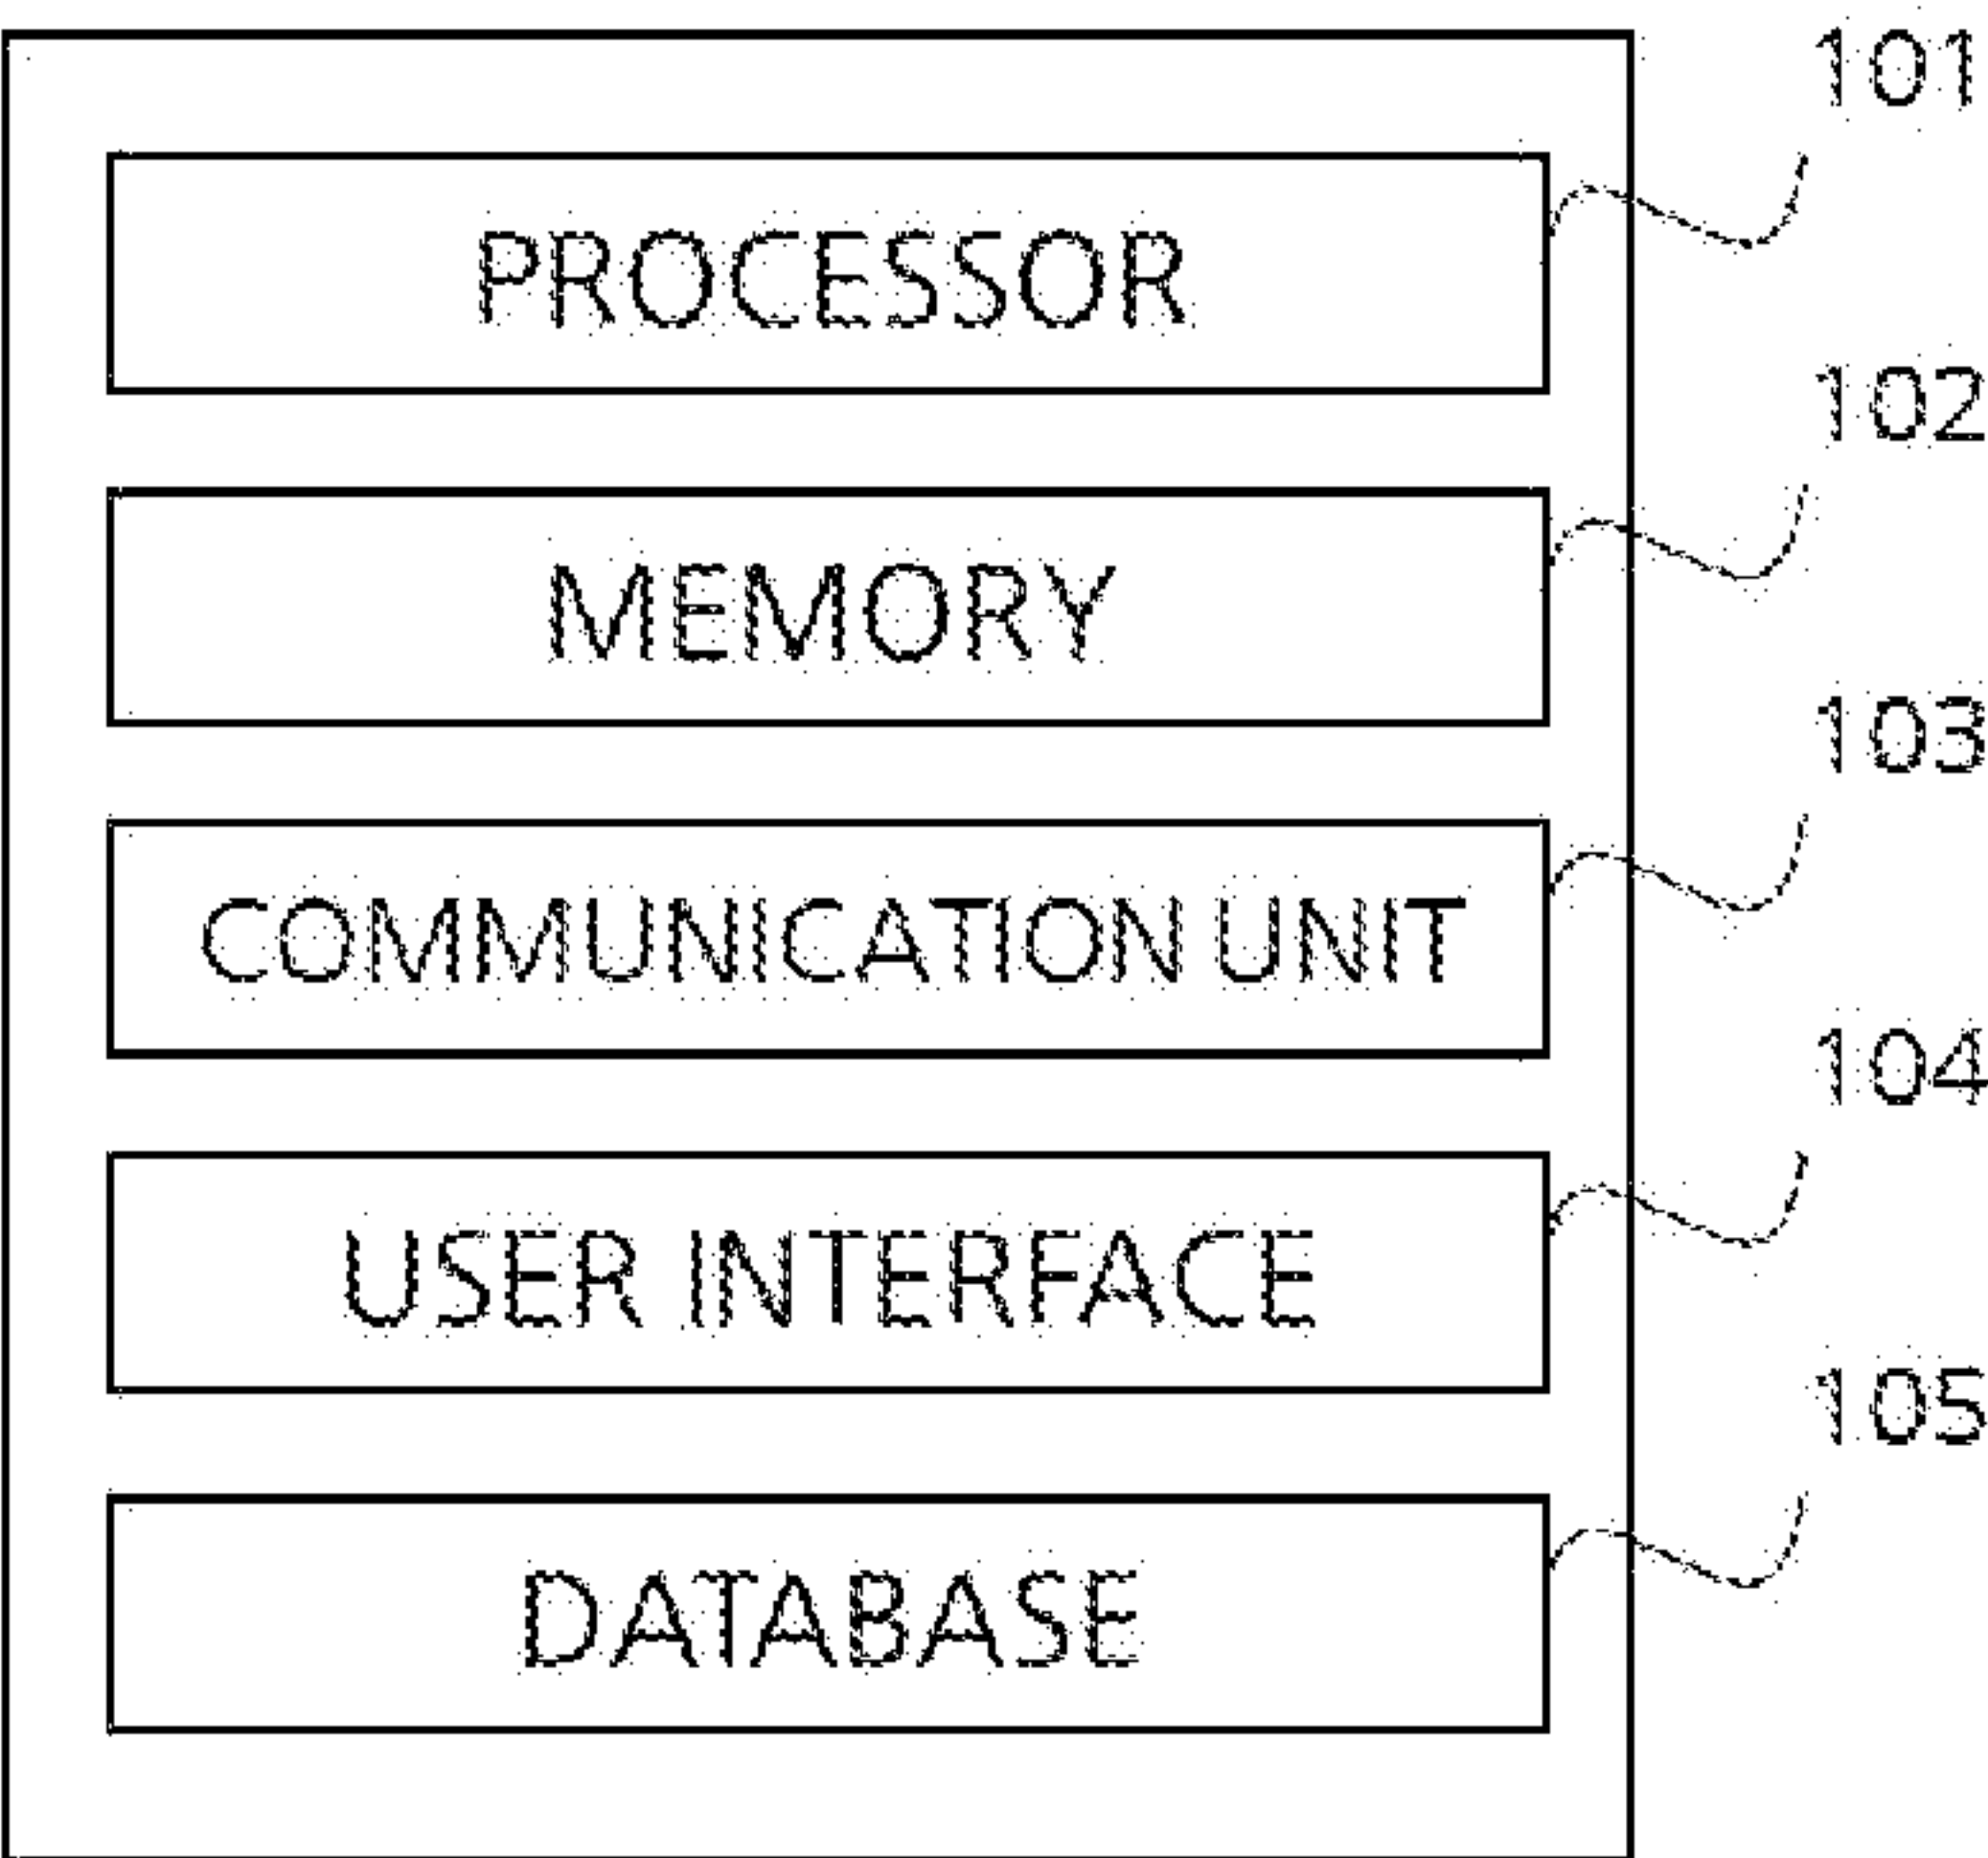 101
PROCESSOR
102
MEMORY
103
COMMUNICATION UNIT
104
USER INTERFACE
105
DATABASE